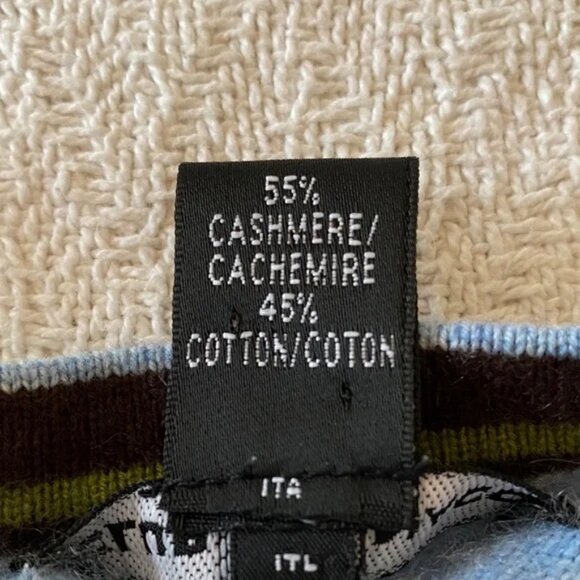 55%
CASHMERE/
CACHEMIRE
45%
COTTON/COTON
ITA
ITL